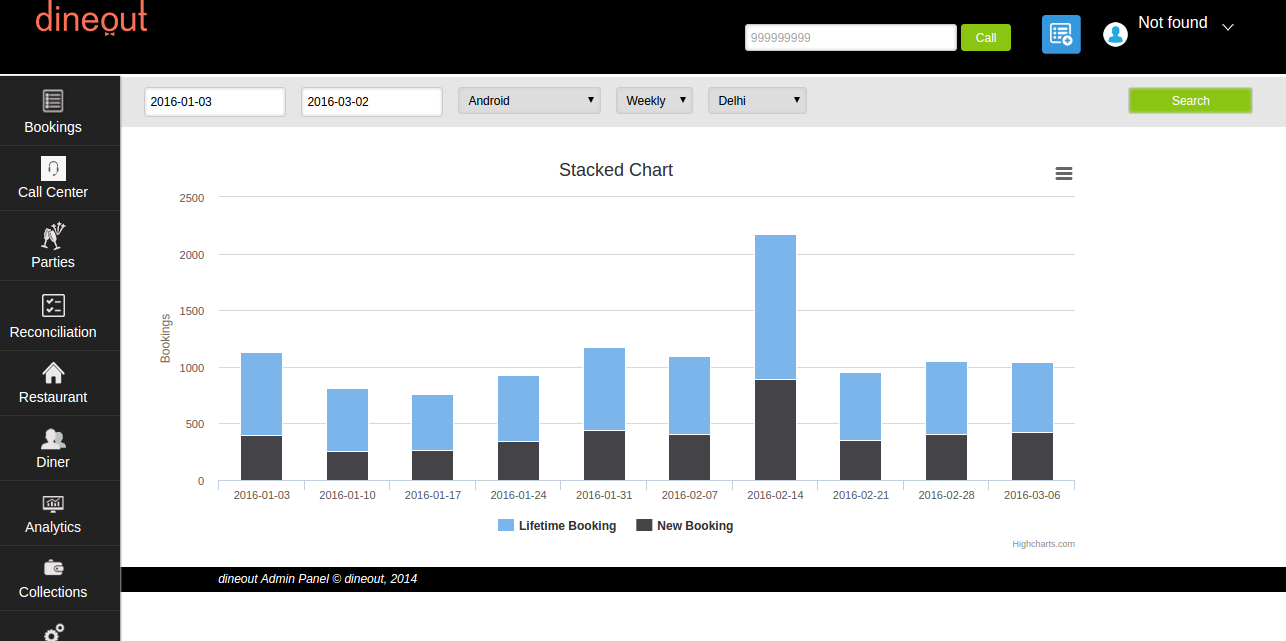 dineout
999999999
Call
Not found
Bookings
Call Center
Parties
Reconciliation
Restaurant
Diner
Analytics
Collections
2016-01-03
2016-03-02
Android
Weekly
Delhi
Search
Stacked Chart
Bookings
2500
2000
1500
1000
500
0
2016-01-03 2016-01-10 2016-01-17 2016-01-24 2016-01-31 2016-02-07 2016-02-14 2016-02-21 2016-02-28 2016-03-06
Lifetime Booking New Booking
Highcharts.com
dineout Admin Panel © dineout, 2014